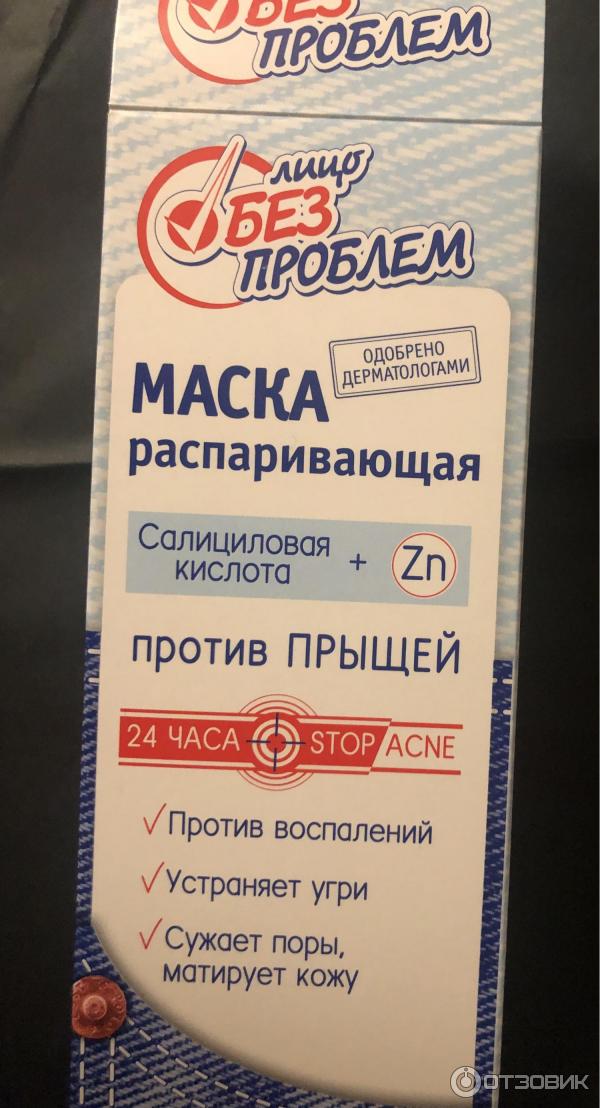 БЕЗ
ПРОБЛЕМ
лицо
БЕЗ
ПРОБЛЕМ
ОДОБРЕНО
ДЕРМАТОЛОГАМИ
МАСКА
распаривающая
Салициловая
кислота + Zn
против ПРЫЩЕЙ
24 ЧАСА STOP ACNE
Против воспалений
Устраняет угри
Сужает поры,
матирует кожу
ОТЗОВИК